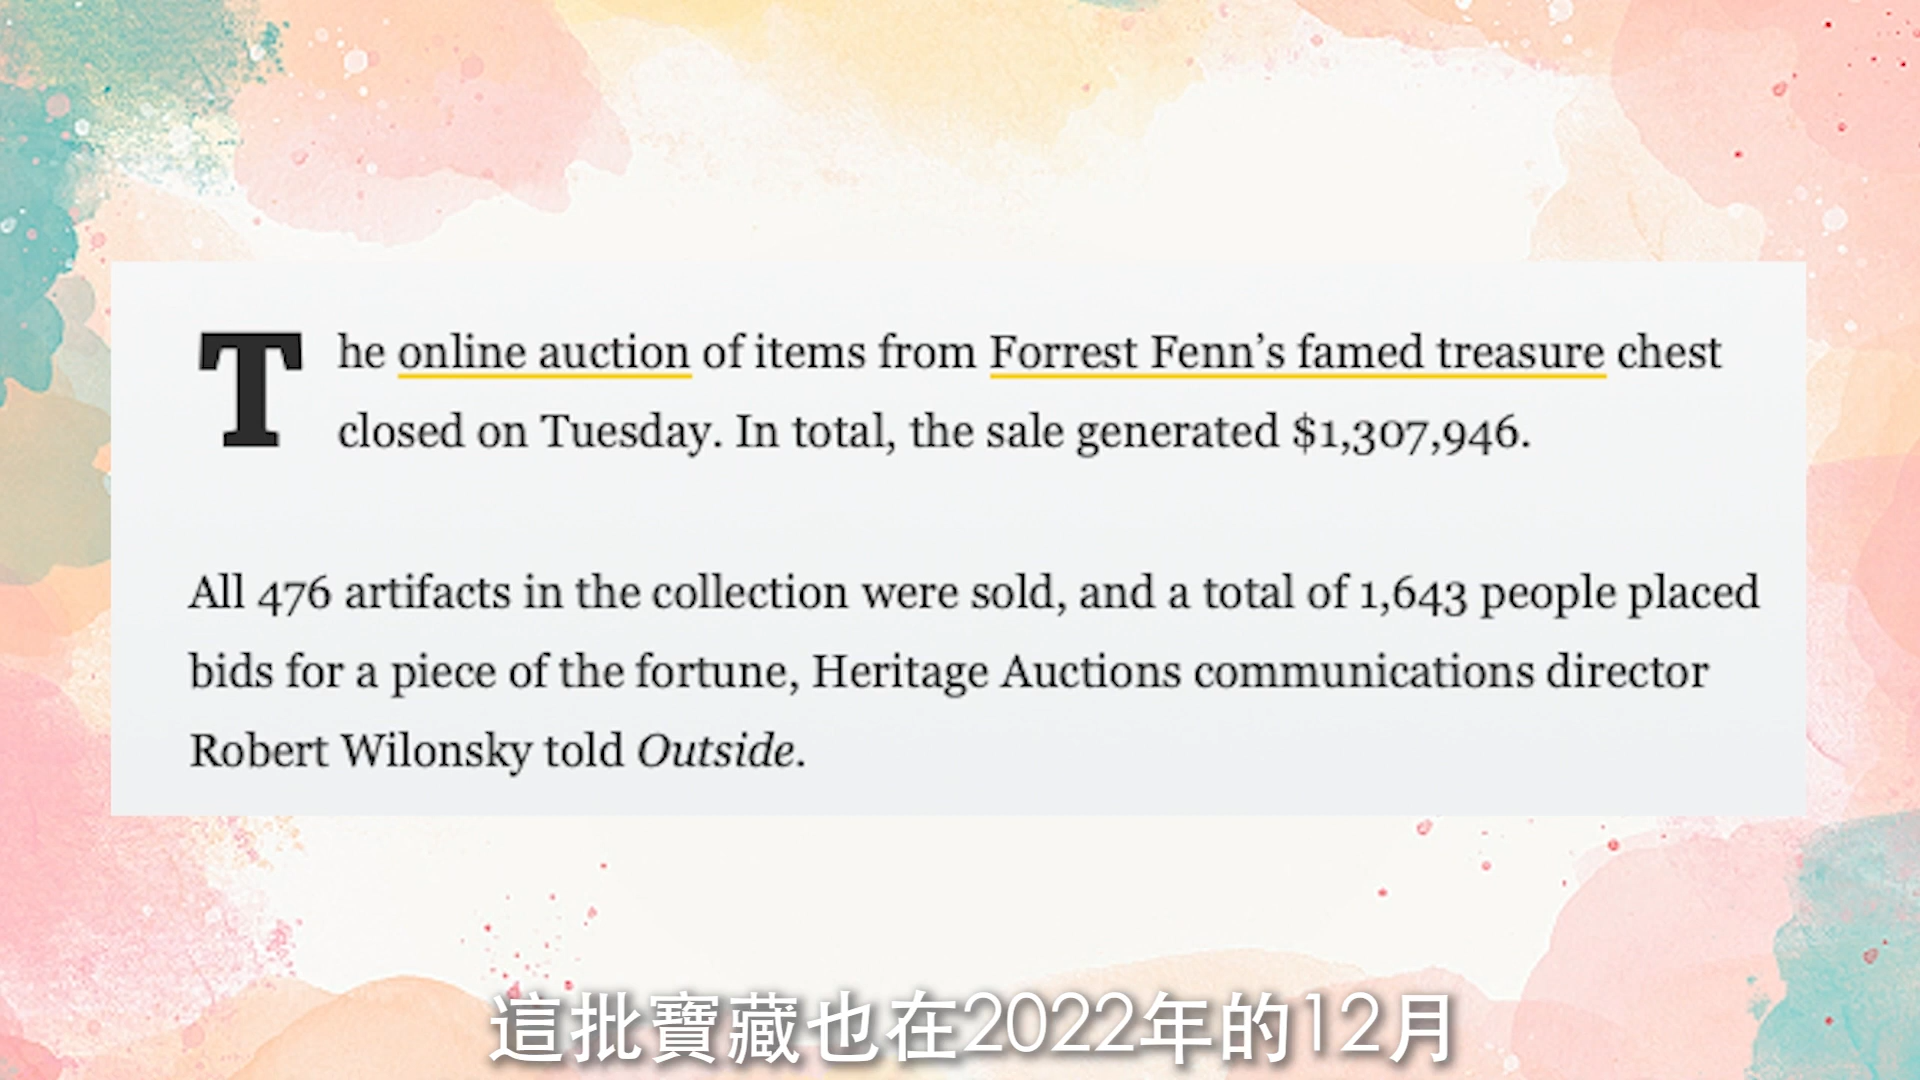 The online auction of items from Forrest Fenn’s famed treasure chest
closed on Tuesday. In total, the sale generated $1,307,946.
All 476 artifacts in the collection were sold, and a total of 1,643 people placed
bids for a piece of the fortune, Heritage Auctions communications director
Robert Wilonsky told Outside.
這批寶藏也在2022年的12月